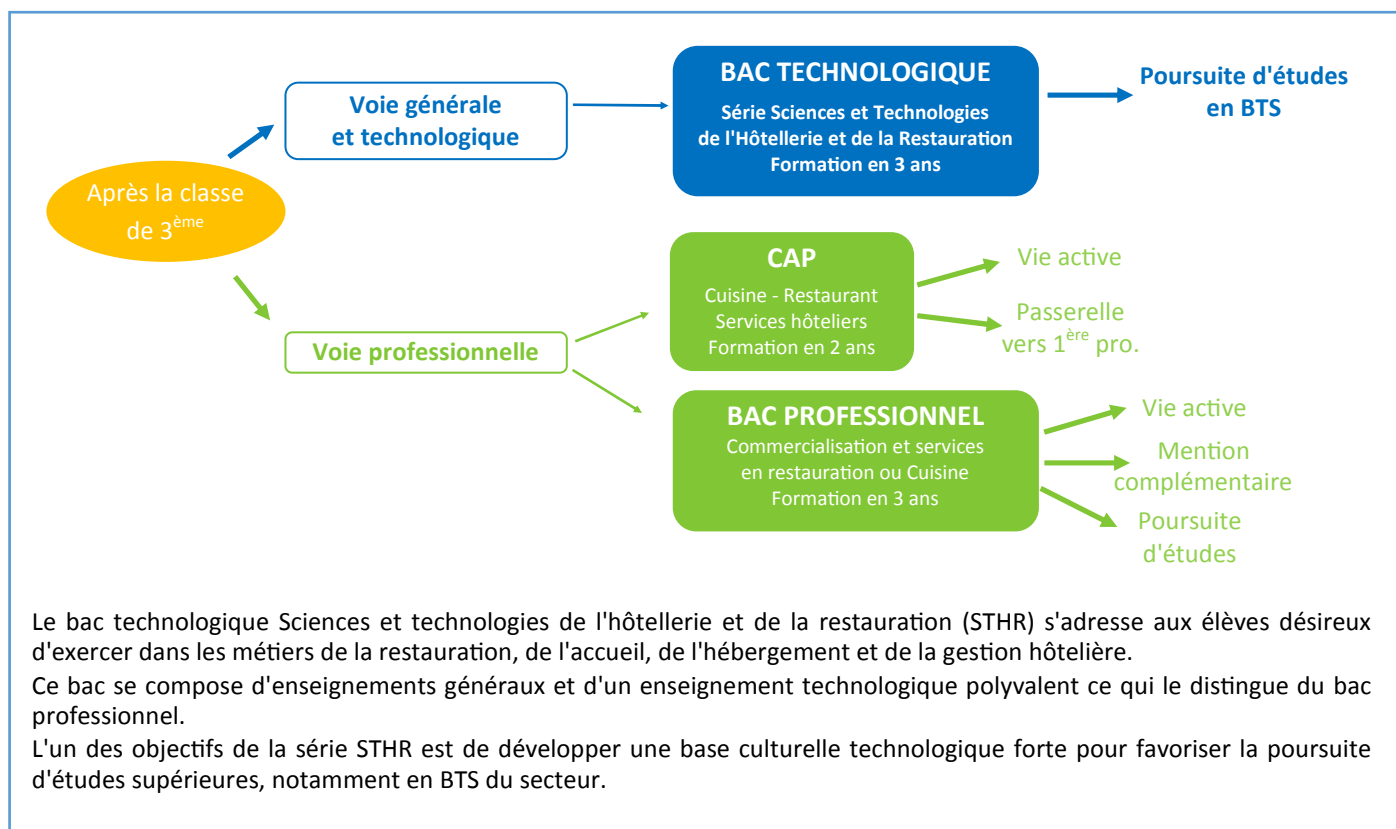 Après la classe
de 3ème
Voie générale
et technologique
BAC TECHNOLOGIQUE
Série Sciences et Technologies
de l'Hôtellerie et de la Restauration
Formation en 3 ans
Poursuite d'études
en BTS
Voie professionnelle
CAP
Cuisine - Restaurant
Services hôteliers
Formation en 2 ans
Vie active
Passerelle
vers 1ère pro.
BAC PROFESSIONNEL
Commercialisation et services
en restauration ou Cuisine
Formation en 3 ans
Vie active
Mention
complémentaire
Poursuite
d'études
Le bac technologique Sciences et technologies de l'hôtellerie et de la restauration (STHR) s'adresse aux élèves désireux
d'exercer dans les métiers de la restauration, de l'accueil, de l'hébergement et de la gestion hôtelière.
Ce bac se compose d'enseignements généraux et d'un enseignement technologique polyvalent ce qui le distingue du bac
professionnel.
L'un des objectifs de la série STHR est de développer une base culturelle technologique forte pour favoriser la poursuite
d'études supérieures, notamment en BTS du secteur.